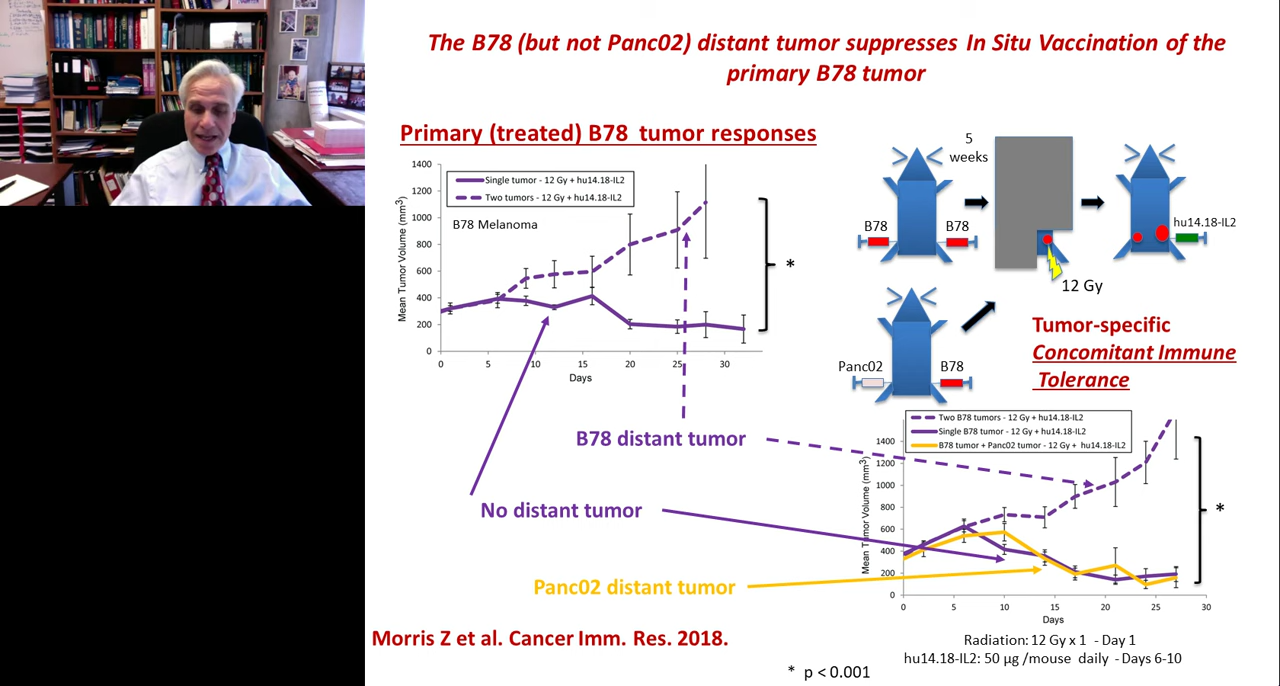 The B78 (but not Panc02) distant tumor suppresses In Situ Vaccination of the
primary B78 tumor
Primary (treated) B78 tumor responses
Mean Tumor Volume (mm3)
1400
1200
1000
800
600
400
200
0
Single tumor - 12 Gy + hu14.18-IL2
Two tumors - 12 Gy + hu14.18-IL2
B78 Melanoma
*
0 5 10 15 20 25 30
Days
5
weeks
B78
B78
hu14.18-IL2
12 Gy
Panc02
B78
Tumor-specific
Concomitant Immune
Tolerance
B78 distant tumor
No distant tumor
Panc02 distant tumor
Two B78 tumors - 12 Gy + hu14.18-IL2
Single B78 tumor - 12 Gy + hu14.18-IL2
B78 tumor + Panc02 tumor - 12 Gy + hu14.18-IL2
Mean Tumor Volume (mm3)
1400
1200
1000
800
600
400
200
0
*
0 5 10 15 20 25 30
Days
Radiation: 12 Gy x 1 - Day 1
hu14.18-IL2: 50 µg /mouse daily - Days 6-10
Morris Z et al. Cancer Imm. Res. 2018.
* p < 0.001